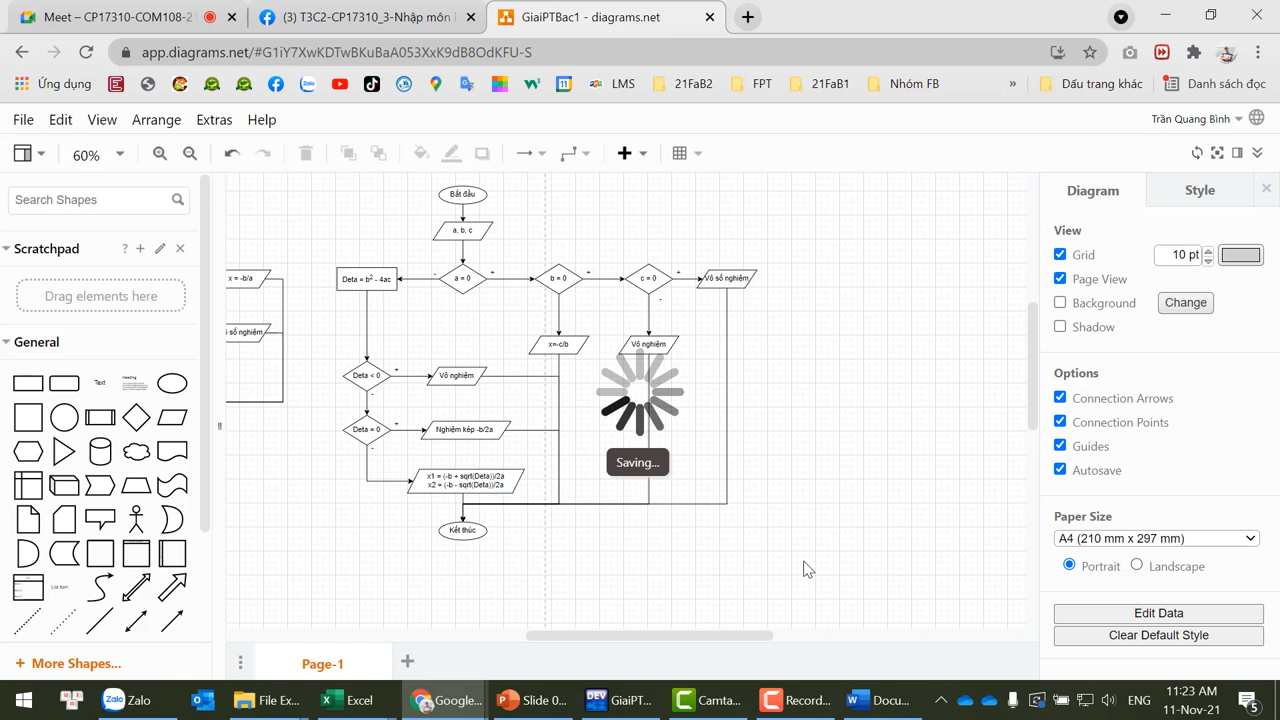 Meet – CP17310-COM108-21
(3) T3C2-CP17310_3-Nhập môn l
GiaiPTBac1 - diagrams.net
app.diagrams.net/#G1iY7XwKDTwBKuBaA053XxK9dB8OdKFU-S
Ứng dụng
LMS
21FaB2
FPT
21FaB1
Nhóm FB
»
Dấu trang khác
Danh sách đọc
File Edit View Arrange Extras Help
Trần Quang Bình
60%
Search Shapes
Scratchpad
?
Drag elements here
General
Text
Heading
List Item
+ More Shapes...
Bắt đầu
a, b, c
x = -b/a
Deta = b² - 4ac
-
a = 0
+
b = 0
+
c = 0
+
Vô số nghiệm
-
số nghiệm
x=-c/b
Vô nghiệm
Deta < 0
+
Vô nghiệm
-
Deta = 0
+
Nghiệm kép -b/2a
-
x1 = (-b + sqrt(Deta))/2a
x2 = (-b - sqrt(Deta))/2a
Kết thúc
Saving...
Page-1
Diagram
Style
View
Grid
10 pt
Page View
Background
Change
Shadow
Options
Connection Arrows
Connection Points
Guides
Autosave
Paper Size
A4 (210 mm x 297 mm)
Portrait
Landscape
Edit Data
Clear Default Style
Zalo
File Ex...
Excel
Google...
Slide 0...
GiaiPT...
Camta...
Record...
Docu...
ENG
11:23 AM
11-Nov-21
5